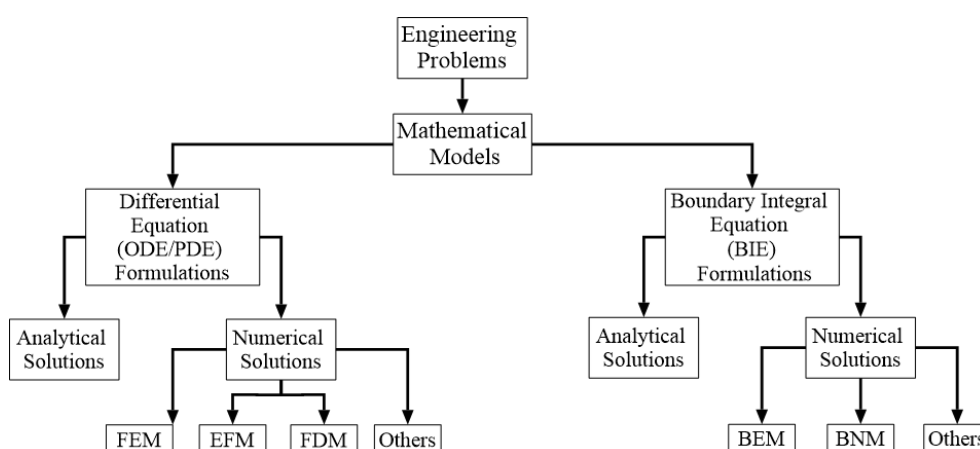 Engineering
Problems
Mathematical
Models
Differential
Equation
(ODE/PDE)
Formulations
Boundary Integral
Equation
(BIE)
Formulations
Analytical
Solutions
Numerical
Solutions
Analytical
Solutions
Numerical
Solutions
FEM
EFM
FDM
Others
BEM
BNM
Others